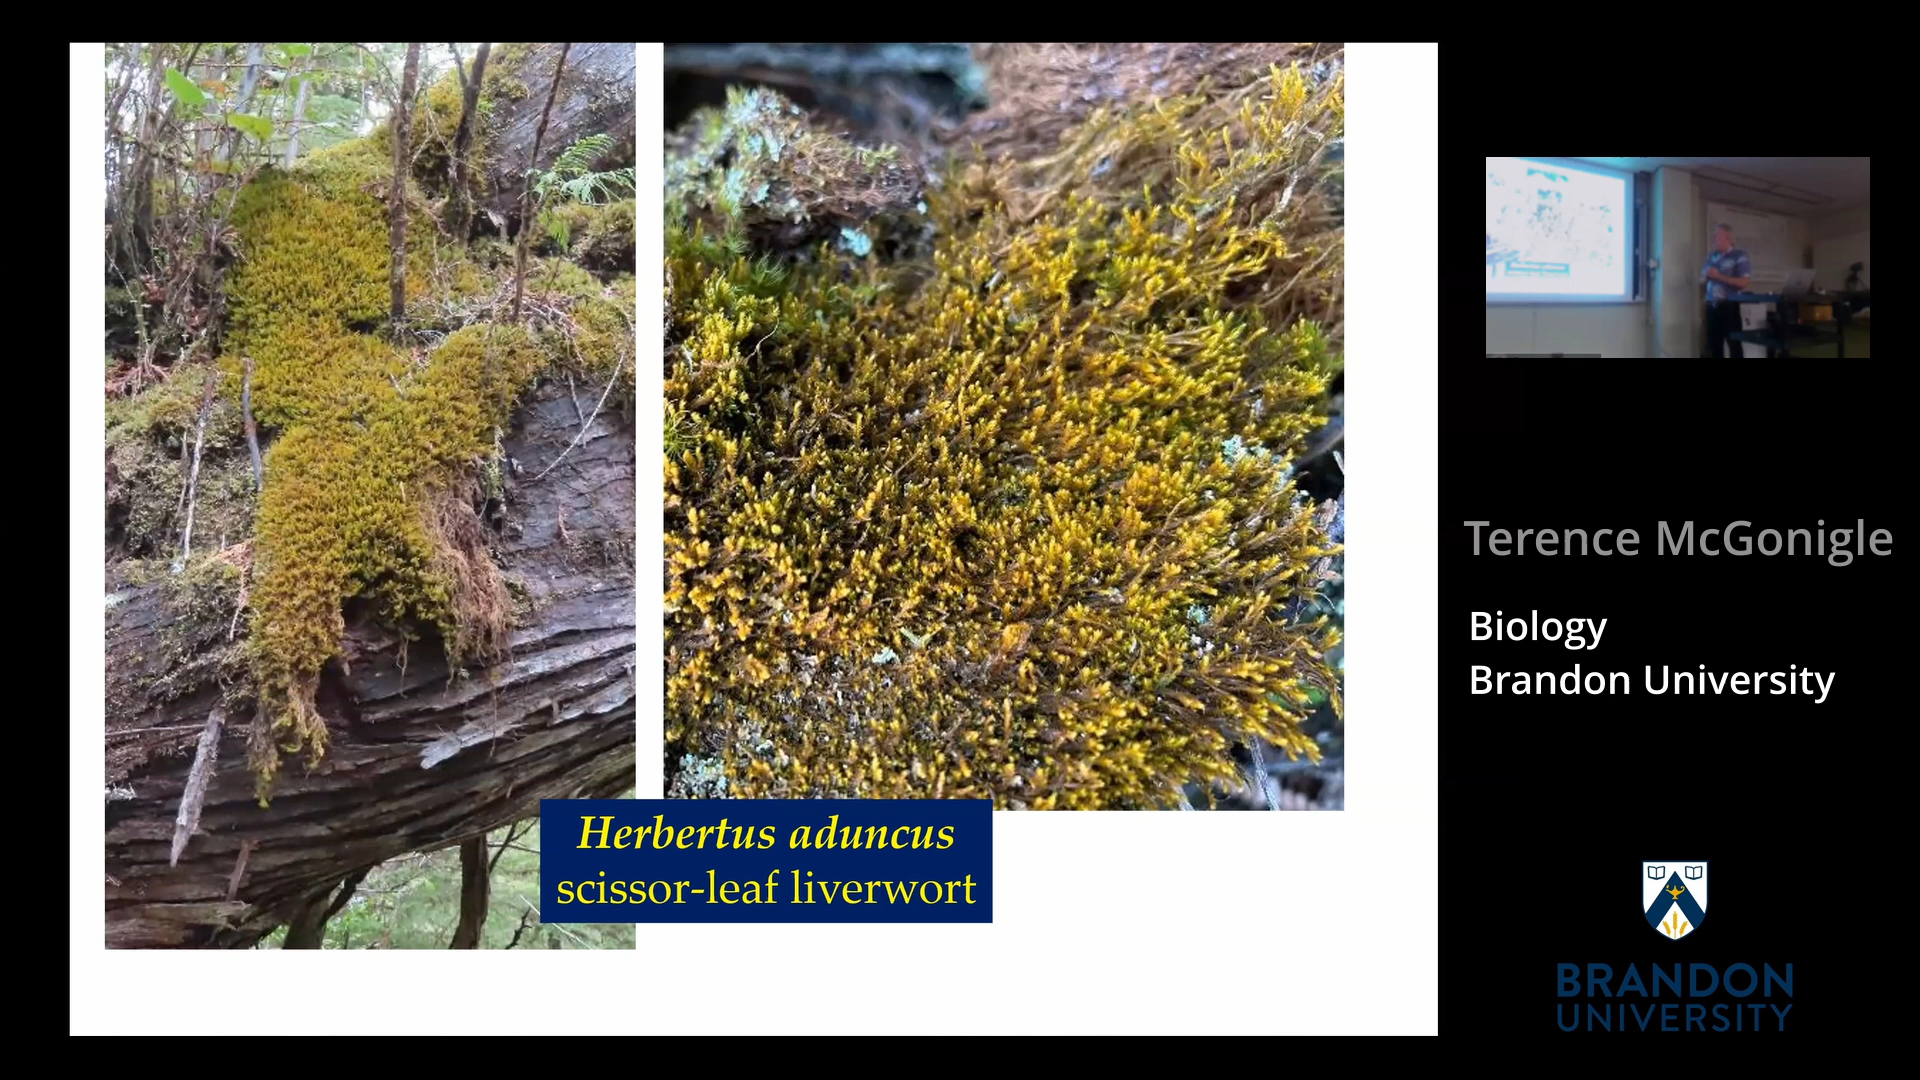 Herbertus aduncus
scissor-leaf liverwort
Terence McGonigle
Biology
Brandon University
BRANDON
UNIVERSITY